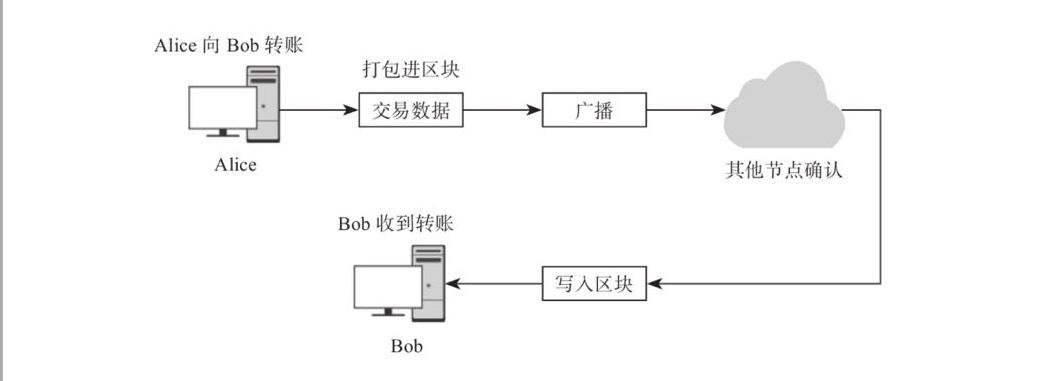 Alice 向 Bob 转账
打包进区块
交易数据
广播
Alice
其他节点确认
Bob 收到转账
写入区块
Bob